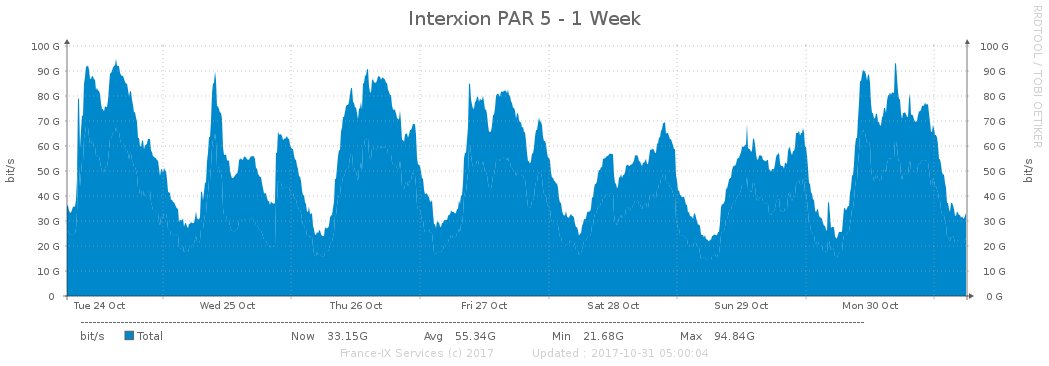 Interxion PAR 5 - 1 Week
RRDTOOL / TOBI OETIKER
100 G 100 G
90 G 90 G
80 G 80 G
70 G 70 G
60 G 60 G
50 G 50 G
40 G 40 G
30 G 30 G
20 G 20 G
10 G 10 G
0 0 G
bit/s bit/s
Tue 24 Oct Wed 25 Oct Thu 26 Oct Fri 27 Oct Sat 28 Oct Sun 29 Oct Mon 30 Oct
bit/s Total Now 33.15G Avg 55.34G Min 21.68G Max 94.84G
France-IX Services (c) 2017 Updated : 2017-10-31 05:00:04